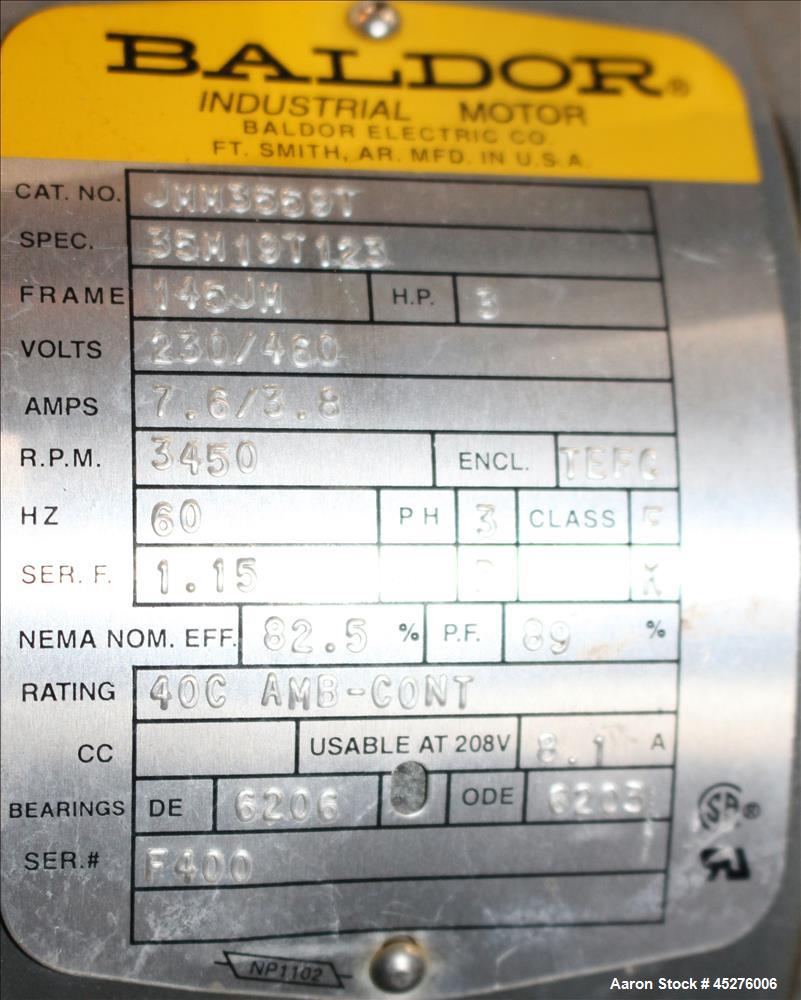 BALDOR®
INDUSTRIAL MOTOR
BALDOR ELECTRIC CO.
FT. SMITH, AR. MFD. IN U.S.A.
CAT. NO. JMM3559T
SPEC. 35M19T123
FRAME 145JM H.P. 3
VOLTS 230/460
AMPS 7.6/3.8
R.P.M. 3450 ENCL. TEFC
HZ 60 PH 3 CLASS F
SER. F. 1.15 K
NEMA NOM. EFF. 82.5 % P.F. 89 %
RATING 40C AMB-CONT
CC USABLE AT 208V 8.1 A
BEARINGS DE 6206 ODE 6203
SER.# F400
SA®
NP1102
Aaron Stock # 45276006